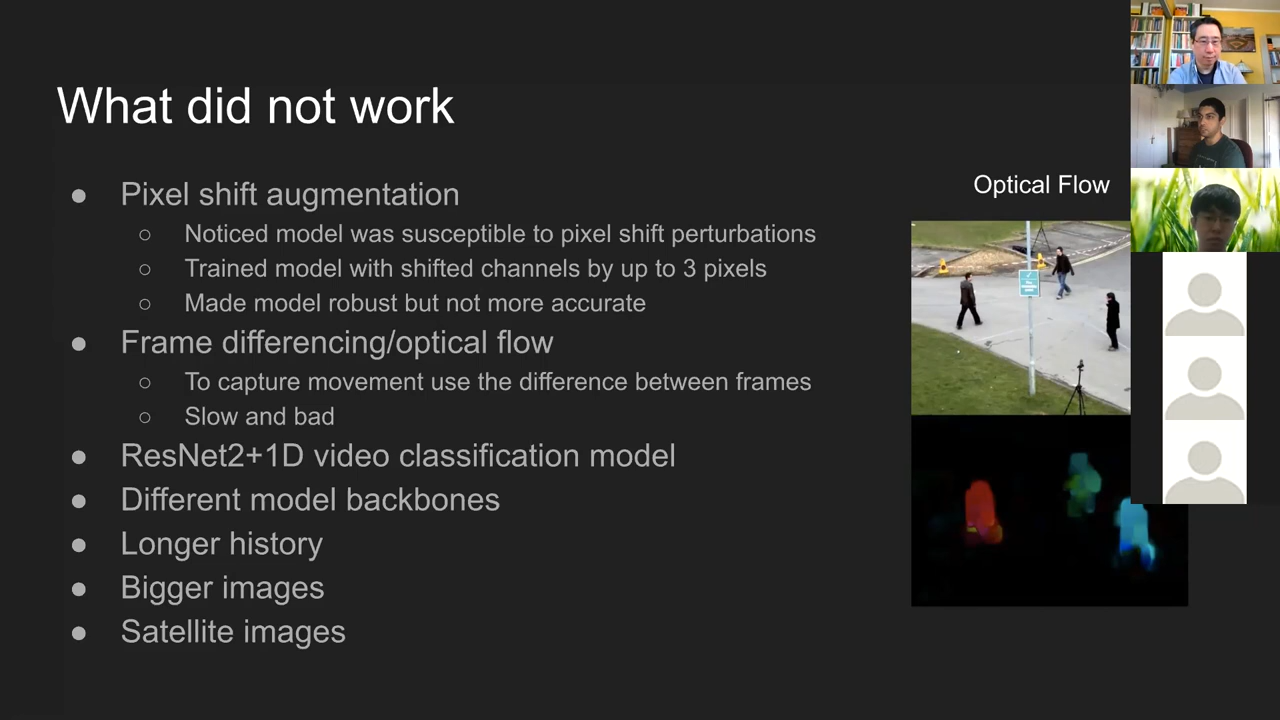 What did not work
● Pixel shift augmentation
○ Noticed model was susceptible to pixel shift perturbations
○ Trained model with shifted channels by up to 3 pixels
○ Made model robust but not more accurate
● Frame differencing/optical flow
○ To capture movement use the difference between frames
○ Slow and bad
● ResNet2+1D video classification model
● Different model backbones
● Longer history
● Bigger images
● Satellite images
Optical Flow